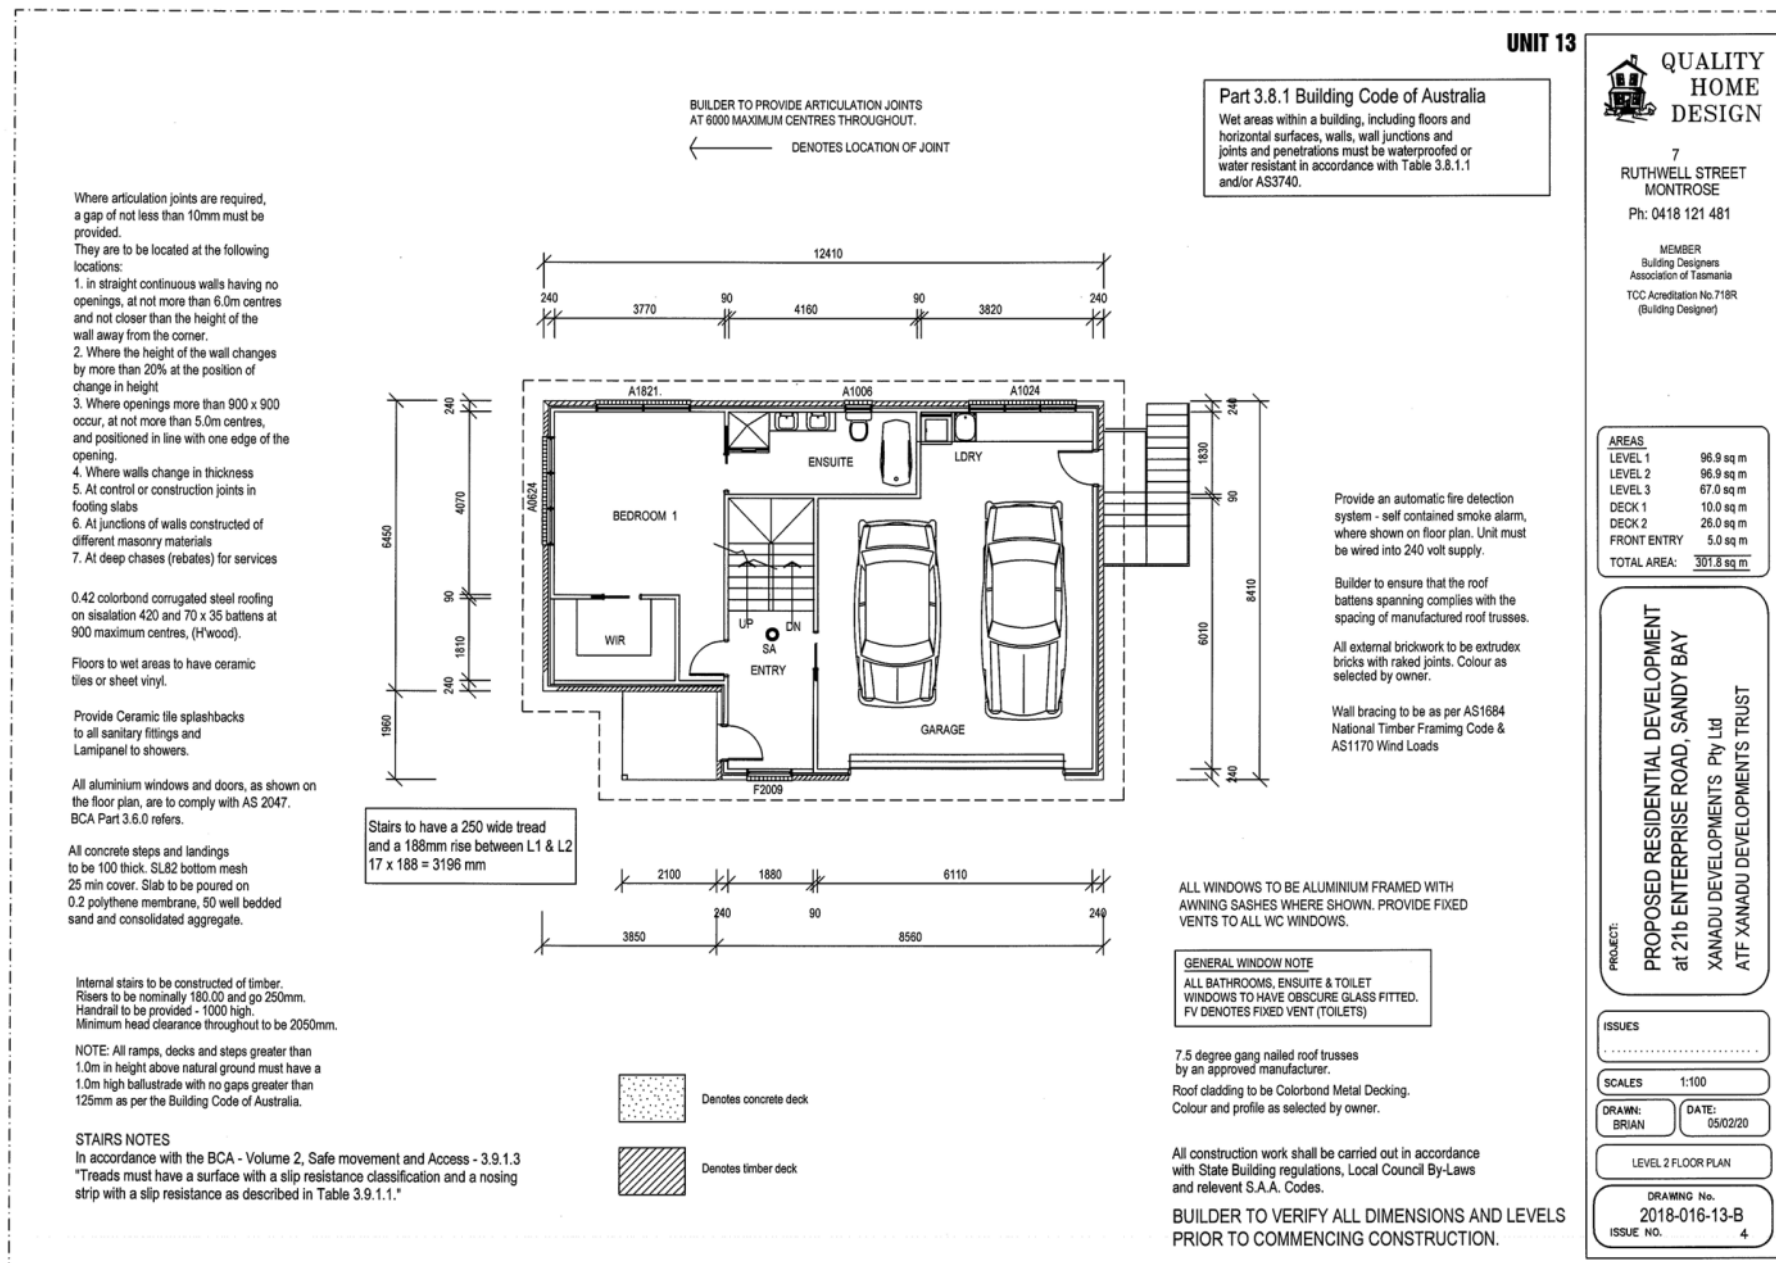 UNIT 13
BUILDER TO PROVIDE ARTICULATION JOINTS
AT 6000 MAXIMUM CENTRES THROUGHOUT.
DENOTES LOCATION OF JOINT
Part 3.8.1 Building Code of Australia
Wet areas within a building, including floors and
horizontal surfaces, walls, wall junctions and
joints and penetrations must be waterproofed or
water resistant in accordance with Table 3.8.1.1
and/or AS3740.
Where articulation joints are required,
a gap of not less than 10mm must be
provided.
They are to be located at the following
locations:
1. in straight continuous walls having no
openings, at not more than 6.0m centres
and not closer than the height of the
wall away from the corner.
2. Where the height of the wall changes
by more than 20% at the position of
change in height
3. Where openings more than 900 x 900
occur, at not more than 5.0m centres,
and positioned in line with one edge of the
opening.
4. Where walls change in thickness
5. At control or construction joints in
footing slabs
6. At junctions of walls constructed of
different masonry materials
7. At deep chases (rebates) for services
0.42 colorbond corrugated steel roofing
on sisalation 420 and 70 x 35 battens at
900 maximum centres, (H'wood).
Floors to wet areas to have ceramic
tiles or sheet vinyl.
Provide Ceramic tile splashbacks
to all sanitary fittings and
Lamipanel to showers.
All aluminium windows and doors, as shown on
the floor plan, are to comply with AS 2047.
BCA Part 3.6.0 refers.
All concrete steps and landings
to be 100 thick. SL82 bottom mesh
25 min cover. Slab to be poured on
0.2 polythene membrane, 50 well bedded
sand and consolidated aggregate.
Internal stairs to be constructed of timber.
Risers to be nominally 180.00 and go 250mm.
Handrail to be provided - 1000 high.
Minimum head clearance throughout to be 2050mm.
NOTE: All ramps, decks and steps greater than
1.0m in height above natural ground must have a
1.0m high ballustrade with no gaps greater than
125mm as per the Building Code of Australia.
STAIRS NOTES
In accordance with the BCA - Volume 2, Safe movement and Access - 3.9.1.3
"Treads must have a surface with a slip resistance classification and a nosing
strip with a slip resistance as described in Table 3.9.1.1."
12410
240 3770 90 4160 90 3820 240
A1821. A1006 A1024
A0624
240
4070
90
1810
240
6450
1960
BEDROOM 1
ENSUITE
LDRY
WIR
UP
DN
SA
ENTRY
GARAGE
F2009
240
1830
90
6010
240
8410
2100 1880 6110
240 90 240
3850 8560
Stairs to have a 250 wide tread
and a 188mm rise between L1 & L2
17 x 188 = 3196 mm
Denotes concrete deck
Denotes timber deck
Provide an automatic fire detection
system - self contained smoke alarm,
where shown on floor plan. Unit must
be wired into 240 volt supply.
Builder to ensure that the roof
battens spanning complies with the
spacing of manufactured roof trusses.
All external brickwork to be extrudex
bricks with raked joints. Colour as
selected by owner.
Wall bracing to be as per AS1684
National Timber Framimg Code &
AS1170 Wind Loads
ALL WINDOWS TO BE ALUMINIUM FRAMED WITH
AWNING SASHES WHERE SHOWN. PROVIDE FIXED
VENTS TO ALL WC WINDOWS.
GENERAL WINDOW NOTE
ALL BATHROOMS, ENSUITE & TOILET
WINDOWS TO HAVE OBSCURE GLASS FITTED.
FV DENOTES FIXED VENT (TOILETS)
7.5 degree gang nailed roof trusses
by an approved manufacturer.
Roof cladding to be Colorbond Metal Decking.
Colour and profile as selected by owner.
All construction work shall be carried out in accordance
with State Building regulations, Local Council By-Laws
and relevent S.A.A. Codes.
BUILDER TO VERIFY ALL DIMENSIONS AND LEVELS
PRIOR TO COMMENCING CONSTRUCTION.
QUALITY
HOME
DESIGN
7
RUTHWELL STREET
MONTROSE
Ph: 0418 121 481
MEMBER
Building Designers
Association of Tasmania
TCC Acreditation No.718R
(Building Designer)
AREAS
LEVEL 1 96.9 sq m
LEVEL 2 96.9 sq m
LEVEL 3 67.0 sq m
DECK 1 10.0 sq m
DECK 2 26.0 sq m
FRONT ENTRY 5.0 sq m
TOTAL AREA: 301.8 sq m
PROJECT:
PROPOSED RESIDENTIAL DEVELOPMENT
at 21b ENTERPRISE ROAD, SANDY BAY
XANADU DEVELOPMENTS Pty Ltd
ATF XANADU DEVELOPMENTS TRUST
ISSUES
SCALES 1:100
DRAWN: BRIAN
DATE: 05/02/20
LEVEL 2 FLOOR PLAN
DRAWING No.
2018-016-13-B
ISSUE NO. 4